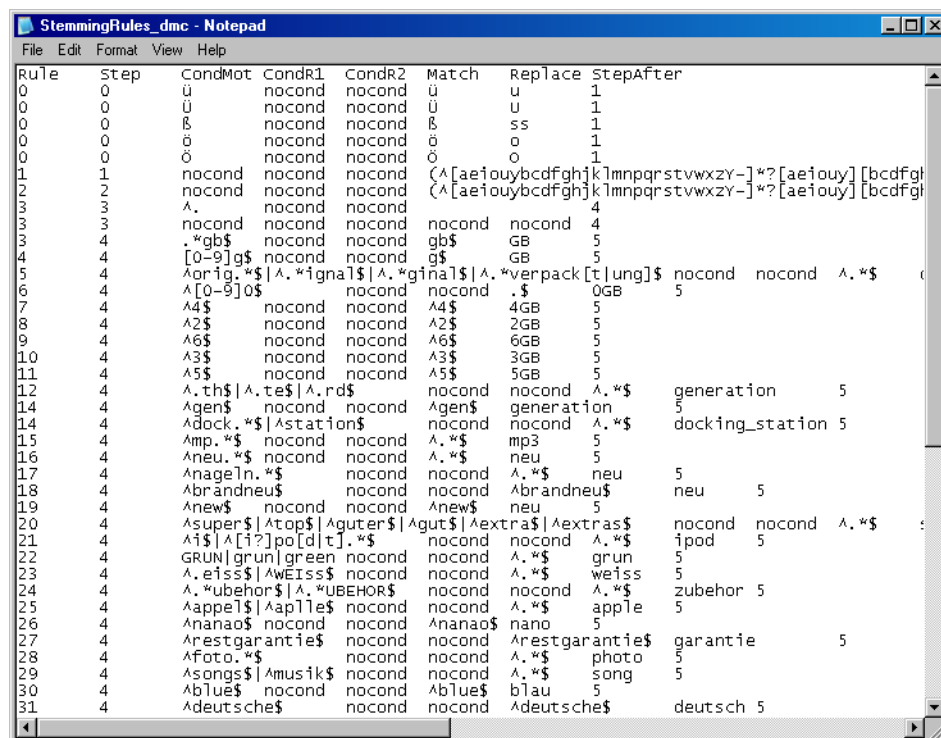 StemmingRules_dmc - Notepad
File Edit Format View Help
Rule Step CondMot CondR1 CondR2 Match Replace StepAfter
0 0 ü nocond nocond ü u 1
0 0 Ü nocond nocond Ü U 1
0 0 ß nocond nocond ß ss 1
0 0 ö nocond nocond ö o 1
0 0 Ö nocond nocond Ö O 1
1 1 nocond nocond nocond (^[aeiouybcdfghjklmnpqrstvwxzY-]*?[aeiouy][bcdfgh
2 2 nocond nocond nocond (^[aeiouybcdfghjklmnpqrstvwxzY-]*?[aeiouy][bcdfgh
3 3 ^. nocond nocond 4
3 3 nocond nocond nocond nocond nocond 4
3 4 .*gb$ nocond nocond gb$ GB 5
4 4 [0-9]g$ nocond nocond g$ GB 5
5 4 ^orig.*$|^.*ignal$|^.*ginal$|^.*verpack[t|ung]$ nocond nocond ^.*$
6 4 ^[0-9]0$ nocond nocond .$ 0GB 5
7 4 ^4$ nocond nocond ^4$ 4GB 5
8 4 ^2$ nocond nocond ^2$ 2GB 5
9 4 ^6$ nocond nocond ^6$ 6GB 5
10 4 ^3$ nocond nocond ^3$ 3GB 5
11 4 ^5$ nocond nocond ^5$ 5GB 5
12 4 ^.th$|^.te$|^.rd$ nocond nocond ^.*$ generation 5
14 4 ^gen$ nocond nocond ^gen$ generation 5
14 4 ^dock.*$|^station$ nocond nocond ^.*$ docking_station 5
15 4 ^mp.*$ nocond nocond ^.*$ mp3 5
16 4 ^neu.*$ nocond nocond ^.*$ neu 5
17 4 ^nageln.*$ nocond nocond ^.*$ neu 5
18 4 ^brandneu$ nocond nocond ^brandneu$ neu 5
19 4 ^new$ nocond nocond ^new$ neu 5
20 4 ^super$|^top$|^guter$|^gut$|^extra$|^extras$ nocond nocond ^.*$
21 4 ^i$|^[i?]po[d|t].*$ nocond nocond ^.*$ ipod 5
22 4 GRUN|grun|green nocond nocond ^.*$ grun 5
23 4 ^.eiss$|^WEIss$ nocond nocond ^.*$ weiss 5
24 4 ^.*ubehor$|^.*UBEHOR$ nocond nocond ^.*$ zubehor 5
25 4 ^appel$|^aplle$ nocond nocond ^.*$ apple 5
26 4 ^nanao$ nocond nocond ^nanao$ nano 5
27 4 ^restgarantie$ nocond nocond ^restgarantie$ garantie 5
28 4 ^foto.*$ nocond nocond ^.*$ photo 5
29 4 ^songs$|^musik$ nocond nocond ^.*$ song 5
30 4 ^blue$ nocond nocond ^blue$ blau 5
31 4 ^deutsche$ nocond nocond ^deutsche$ deutsch 5